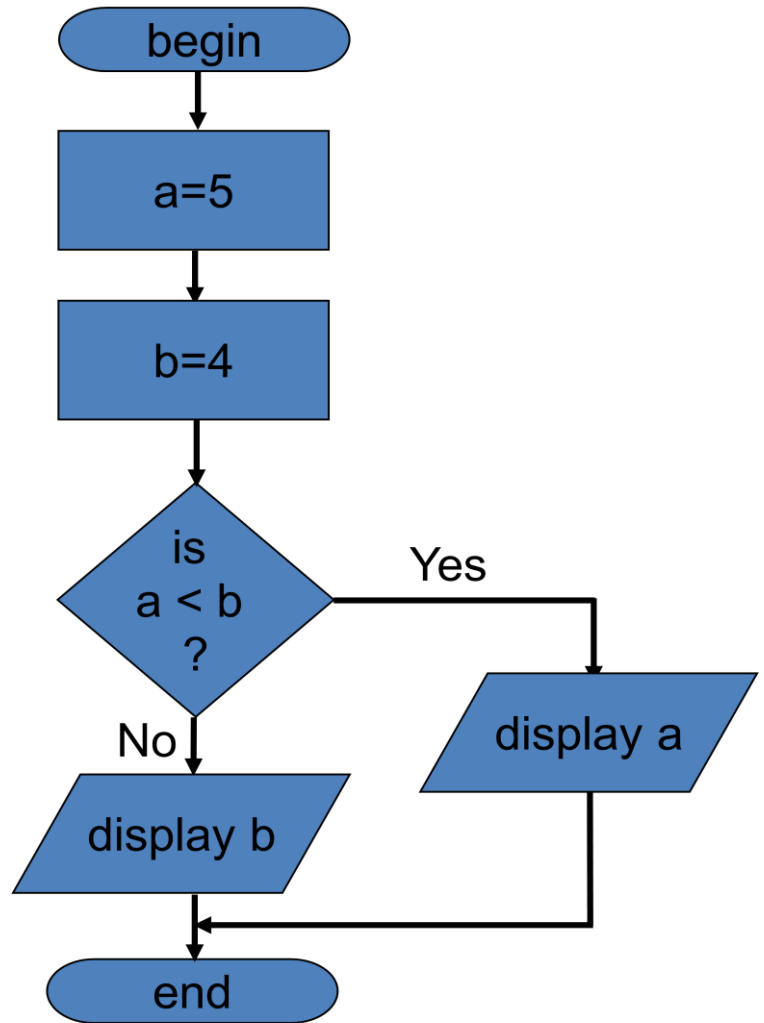 begin
a=5
b=4
is
a < b
?
Yes
No
display a
display b
end